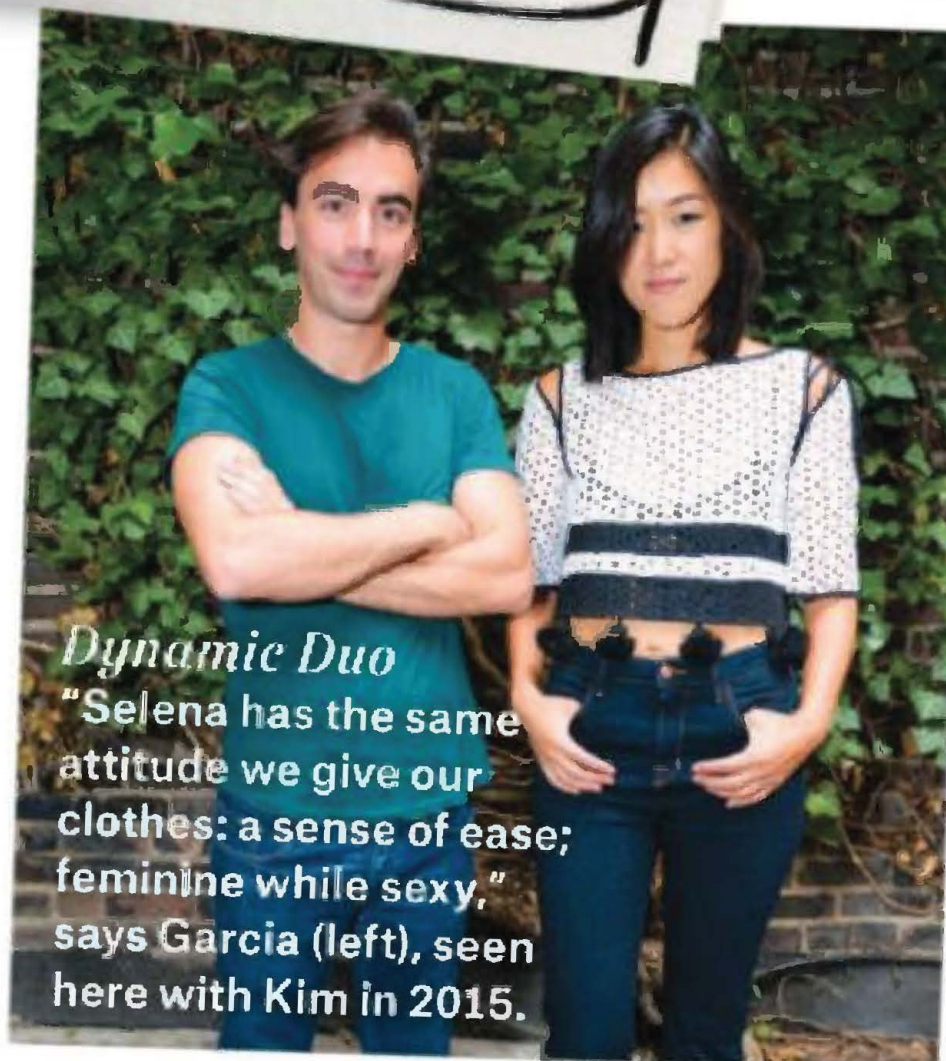 Dynamic Duo
"Selena has the same
attitude we give our
clothes: a sense of ease;
feminine while sexy,"
says Garcia (left), seen
here with Kim in 2015.